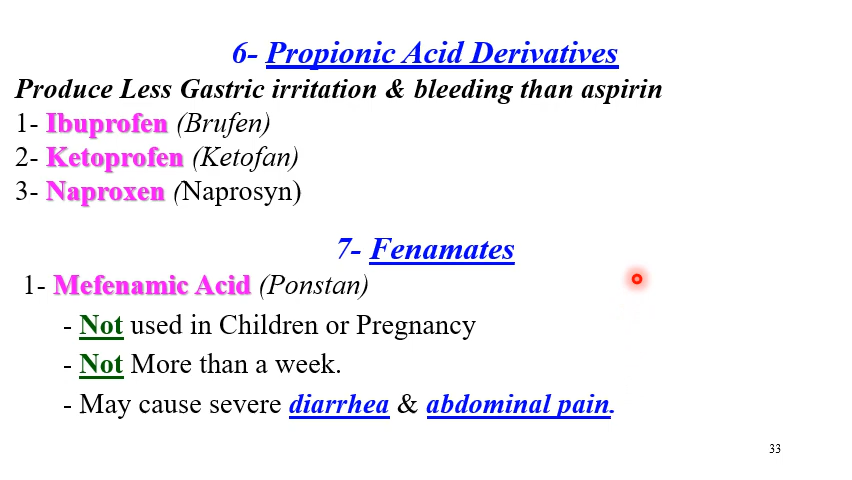 6- Propionic Acid Derivatives
Produce Less Gastric irritation & bleeding than aspirin
1- Ibuprofen (Brufen)
2- Ketoprofen (Ketofan)
3- Naproxen (Naprosyn)
7- Fenamates
1- Mefenamic Acid (Ponstan)
- Not used in Children or Pregnancy
- Not More than a week.
- May cause severe diarrhea & abdominal pain.
33